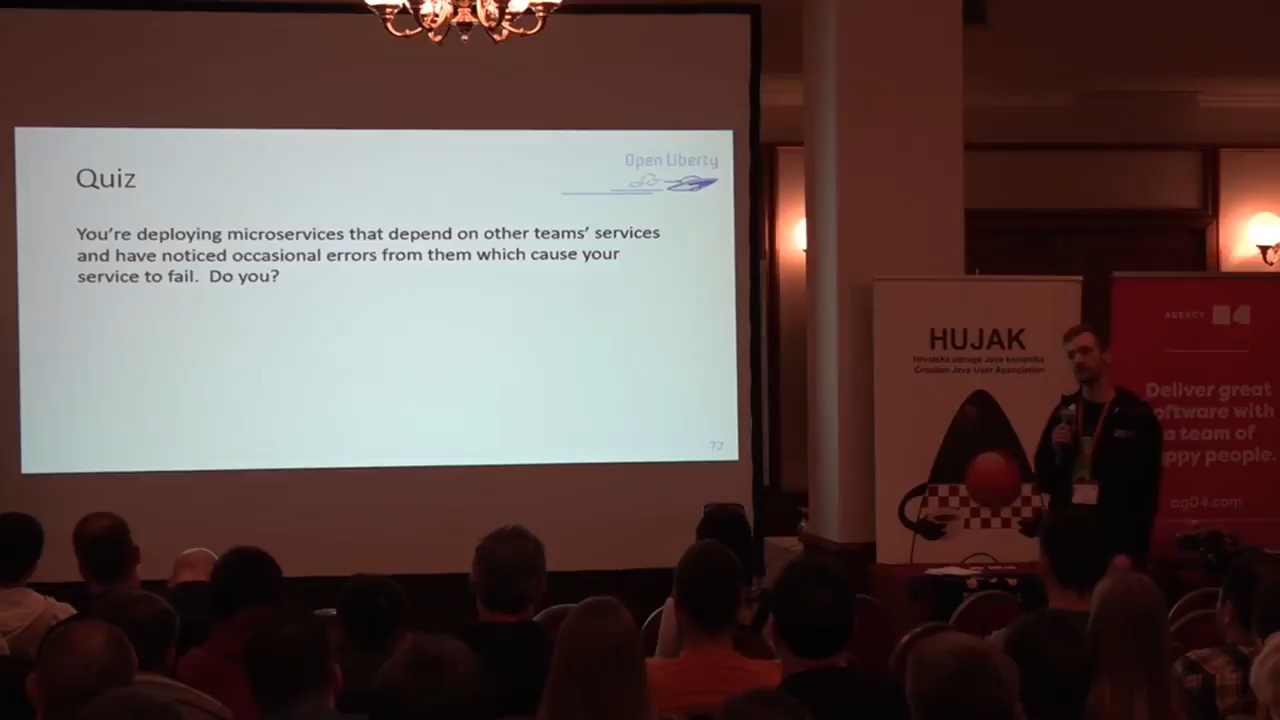 Open Liberty
Quiz
You're deploying microservices that depend on other teams' services
and have noticed occasional errors from them which cause your
service to fail. Do you?
72
HUJAK
Hrvatska udruga Java korisnika
Croatian Java User Association
AGENCY
Deliver great
oftware with
a team of
ppy people.
ag04.com